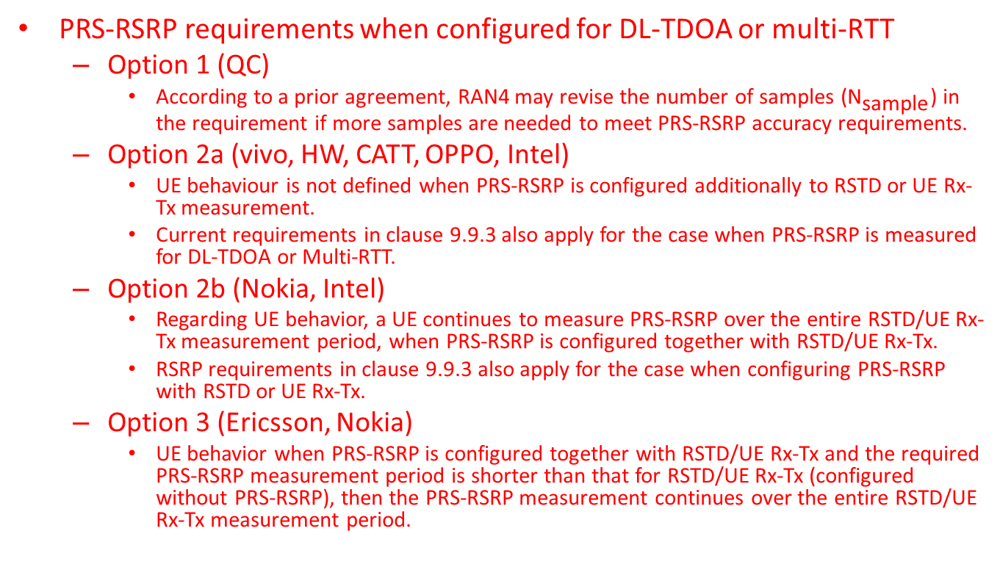 • PRS-RSRP requirements when configured for DL-TDOA or multi-RTT
– Option 1 (QC)
• According to a prior agreement, RAN4 may revise the number of samples (Nsample) in
the requirement if more samples are needed to meet PRS-RSRP accuracy requirements.
– Option 2a (vivo, HW, CATT, OPPO, Intel)
• UE behaviour is not defined when PRS-RSRP is configured additionally to RSTD or UE Rx-
Tx measurement.
• Current requirements in clause 9.9.3 also apply for the case when PRS-RSRP is measured
for DL-TDOA or Multi-RTT.
– Option 2b (Nokia, Intel)
• Regarding UE behavior, a UE continues to measure PRS-RSRP over the entire RSTD/UE Rx-
Tx measurement period, when PRS-RSRP is configured together with RSTD/UE Rx-Tx.
• RSRP requirements in clause 9.9.3 also apply for the case when configuring PRS-RSRP
with RSTD or UE Rx-Tx.
– Option 3 (Ericsson, Nokia)
• UE behavior when PRS-RSRP is configured together with RSTD/UE Rx-Tx and the required
PRS-RSRP measurement period is shorter than that for RSTD/UE Rx-Tx (configured
without PRS-RSRP), then the PRS-RSRP measurement continues over the entire RSTD/UE
Rx-Tx measurement period.